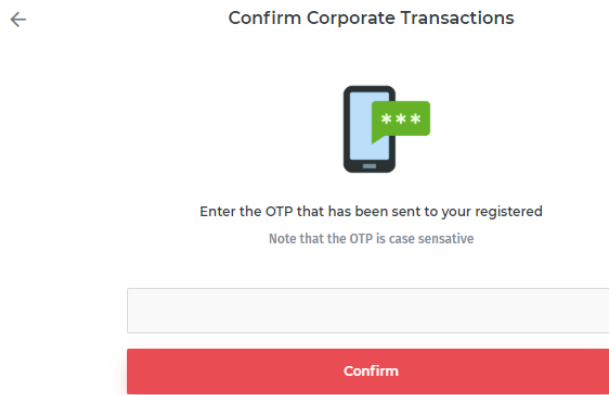 Confirm Corporate Transactions
***
Enter the OTP that has been sent to your registered
Note that the OTP is case sensative
Confirm